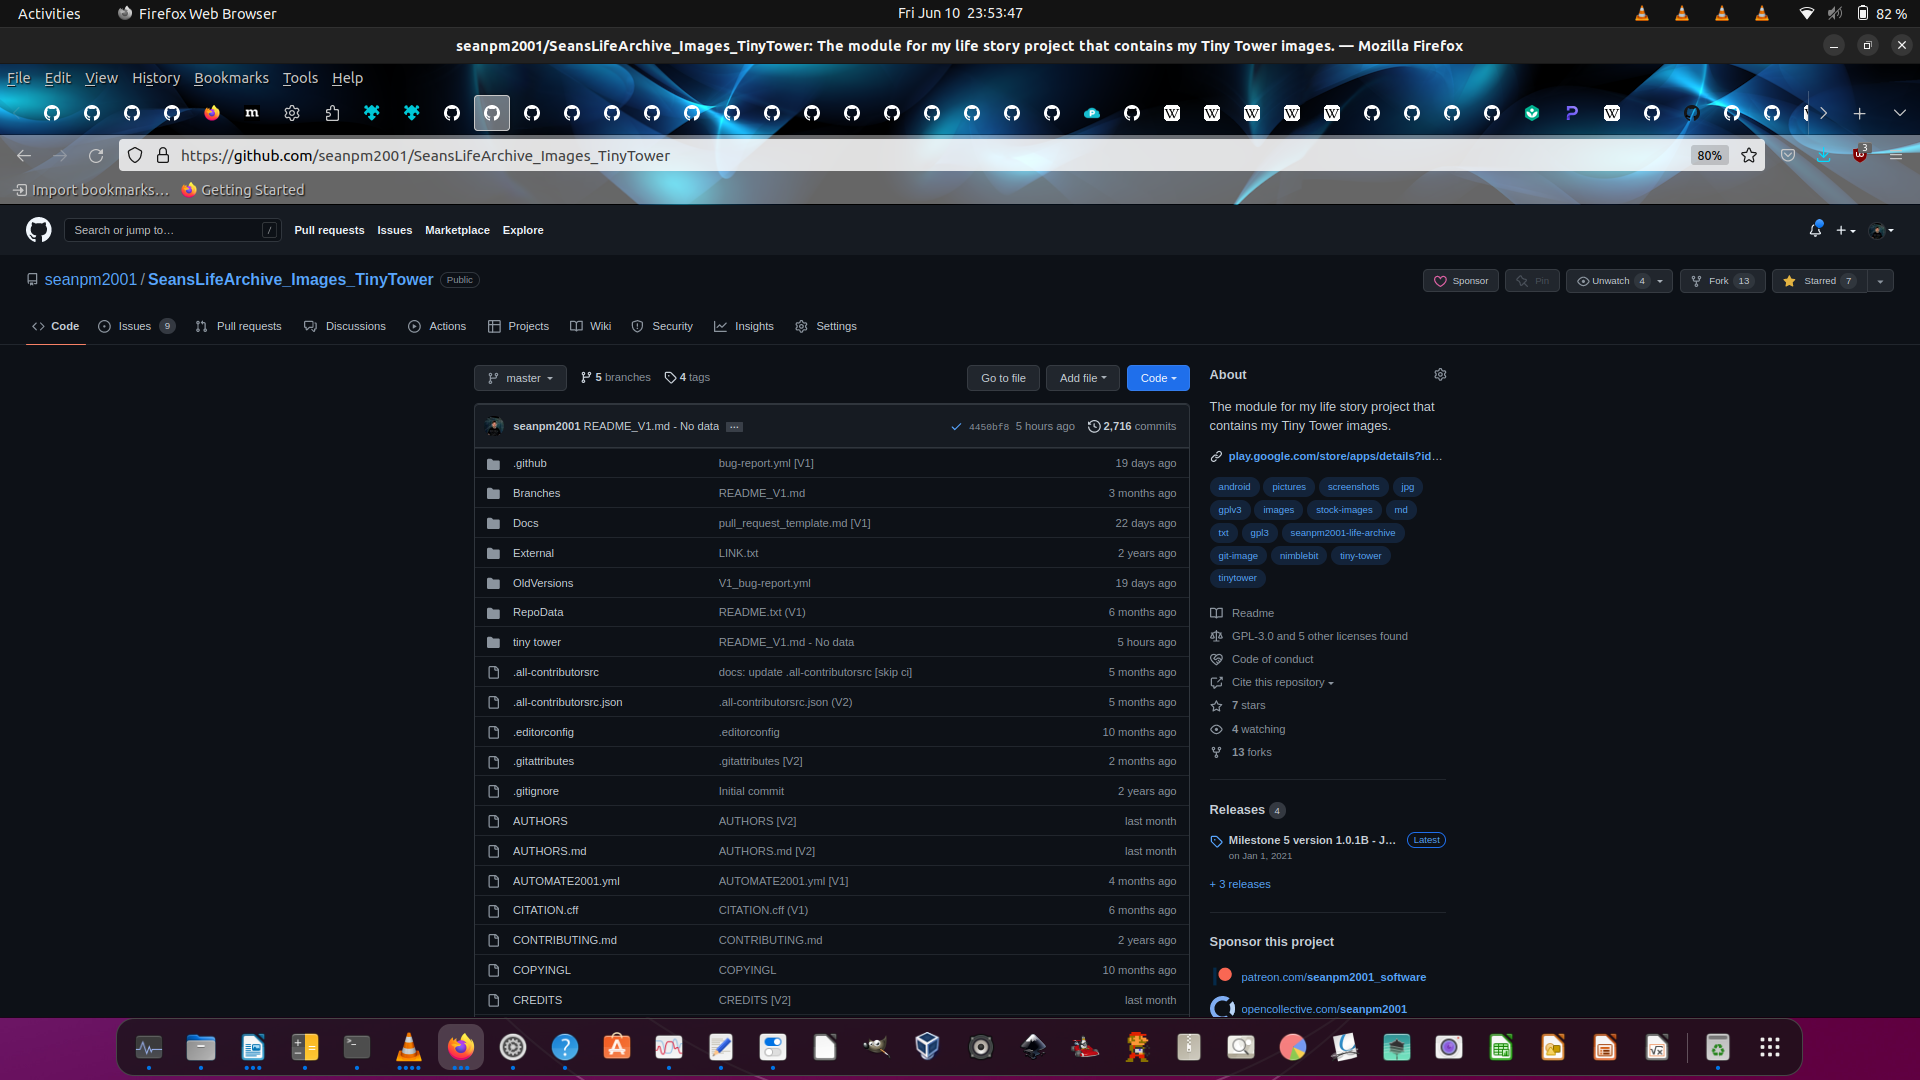 Activities Firefox Web Browser Fri Jun 10 23:53:47 82 %
seanpm2001/SeansLifeArchive_Images_TinyTower: The module for my life story project that contains my Tiny Tower images. — Mozilla Firefox
File Edit View History Bookmarks Tools Help
https://github.com/seanpm2001/SeansLifeArchive_Images_TinyTower 80% 3
Import bookmarks… Getting Started
Search or jump to… / Pull requests Issues Marketplace Explore
seanpm2001 / SeansLifeArchive_Images_TinyTower Public Sponsor Pin Unwatch 4 Fork 13 Starred 7
Code Issues 9 Pull requests Discussions Actions Projects Wiki Security Insights Settings
master 5 branches 4 tags Go to file Add file Code
seanpm2001 README_V1.md - No data … 4450bf8 5 hours ago 2,716 commits
.github bug-report.yml [V1] 19 days ago
Branches README_V1.md 3 months ago
Docs pull_request_template.md [V1] 22 days ago
External LINK.txt 2 years ago
OldVersions V1_bug-report.yml 19 days ago
RepoData README.txt (V1) 6 months ago
tiny tower README_V1.md - No data 5 hours ago
.all-contributorsrc docs: update .all-contributorsrc [skip ci] 5 months ago
.all-contributorsrc.json .all-contributorsrc.json (V2) 5 months ago
.editorconfig .editorconfig 10 months ago
.gitattributes .gitattributes [V2] 2 months ago
.gitignore Initial commit 2 years ago
AUTHORS AUTHORS [V2] last month
AUTHORS.md AUTHORS.md [V2] last month
AUTOMATE2001.yml AUTOMATE2001.yml [V1] 4 months ago
CITATION.cff CITATION.cff (V1) 6 months ago
CONTRIBUTING.md CONTRIBUTING.md 2 years ago
COPYINGL COPYINGL 10 months ago
CREDITS CREDITS [V2] last month
About
The module for my life story project that
contains my Tiny Tower images.
play.google.com/store/apps/details?id…
android pictures screenshots jpg
gplv3 images stock-images md
txt gpl3 seanpm2001-life-archive
git-image nimblebit tiny-tower
tinytower
Readme
GPL-3.0 and 5 other licenses found
Code of conduct
Cite this repository
7 stars
4 watching
13 forks
Releases 4
Milestone 5 version 1.0.1B - J… Latest
on Jan 1, 2021
+ 3 releases
Sponsor this project
patreon.com/seanpm2001_software
opencollective.com/seanpm2001